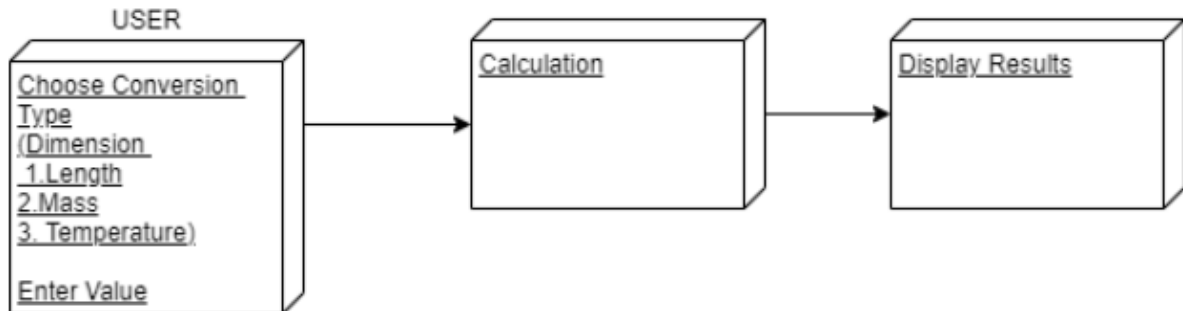 USER
Choose Conversion
Type
(Dimension
1.Length
2.Mass
3. Temperature)
Enter Value
Calculation
Display Results